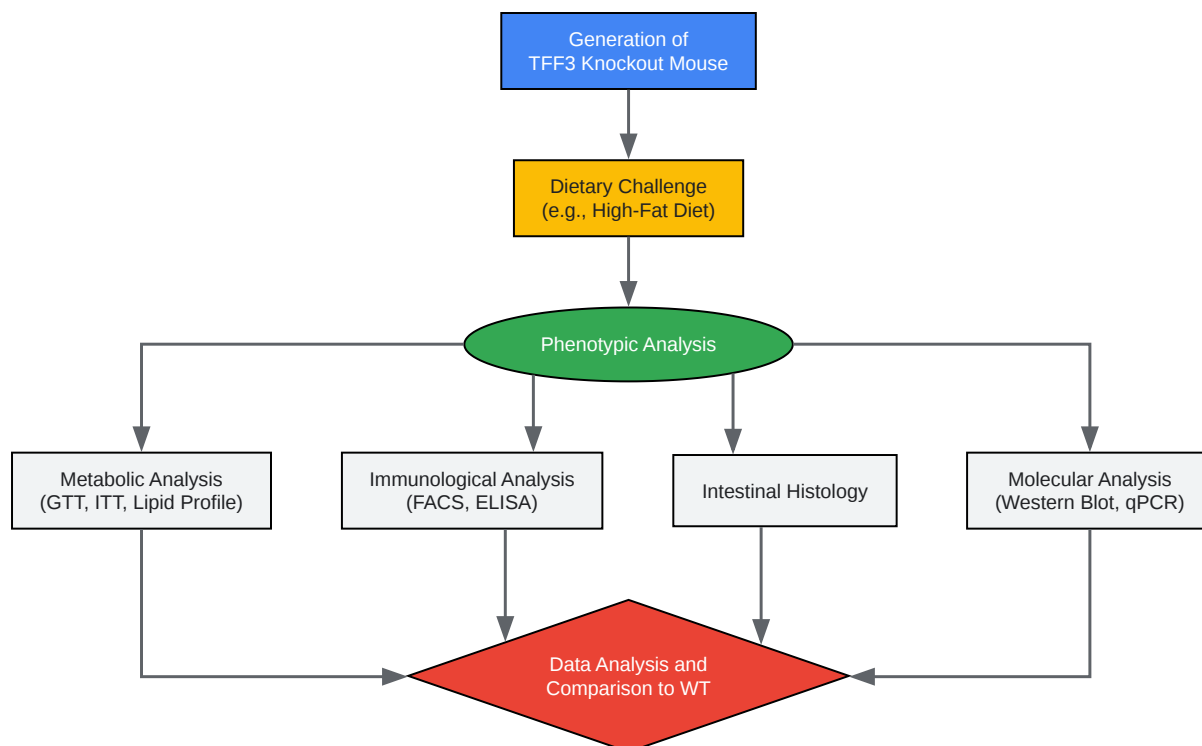 Generation of
TFF3 Knockout Mouse
Dietary Challenge
(e.g., High-Fat Diet)
Phenotypic Analysis
Metabolic Analysis
(GTT, ITT, Lipid Profile)
Immunological Analysis
(FACS, ELISA)
Intestinal Histology
Molecular Analysis
(Western Blot, qPCR)
Data Analysis and
Comparison to WT